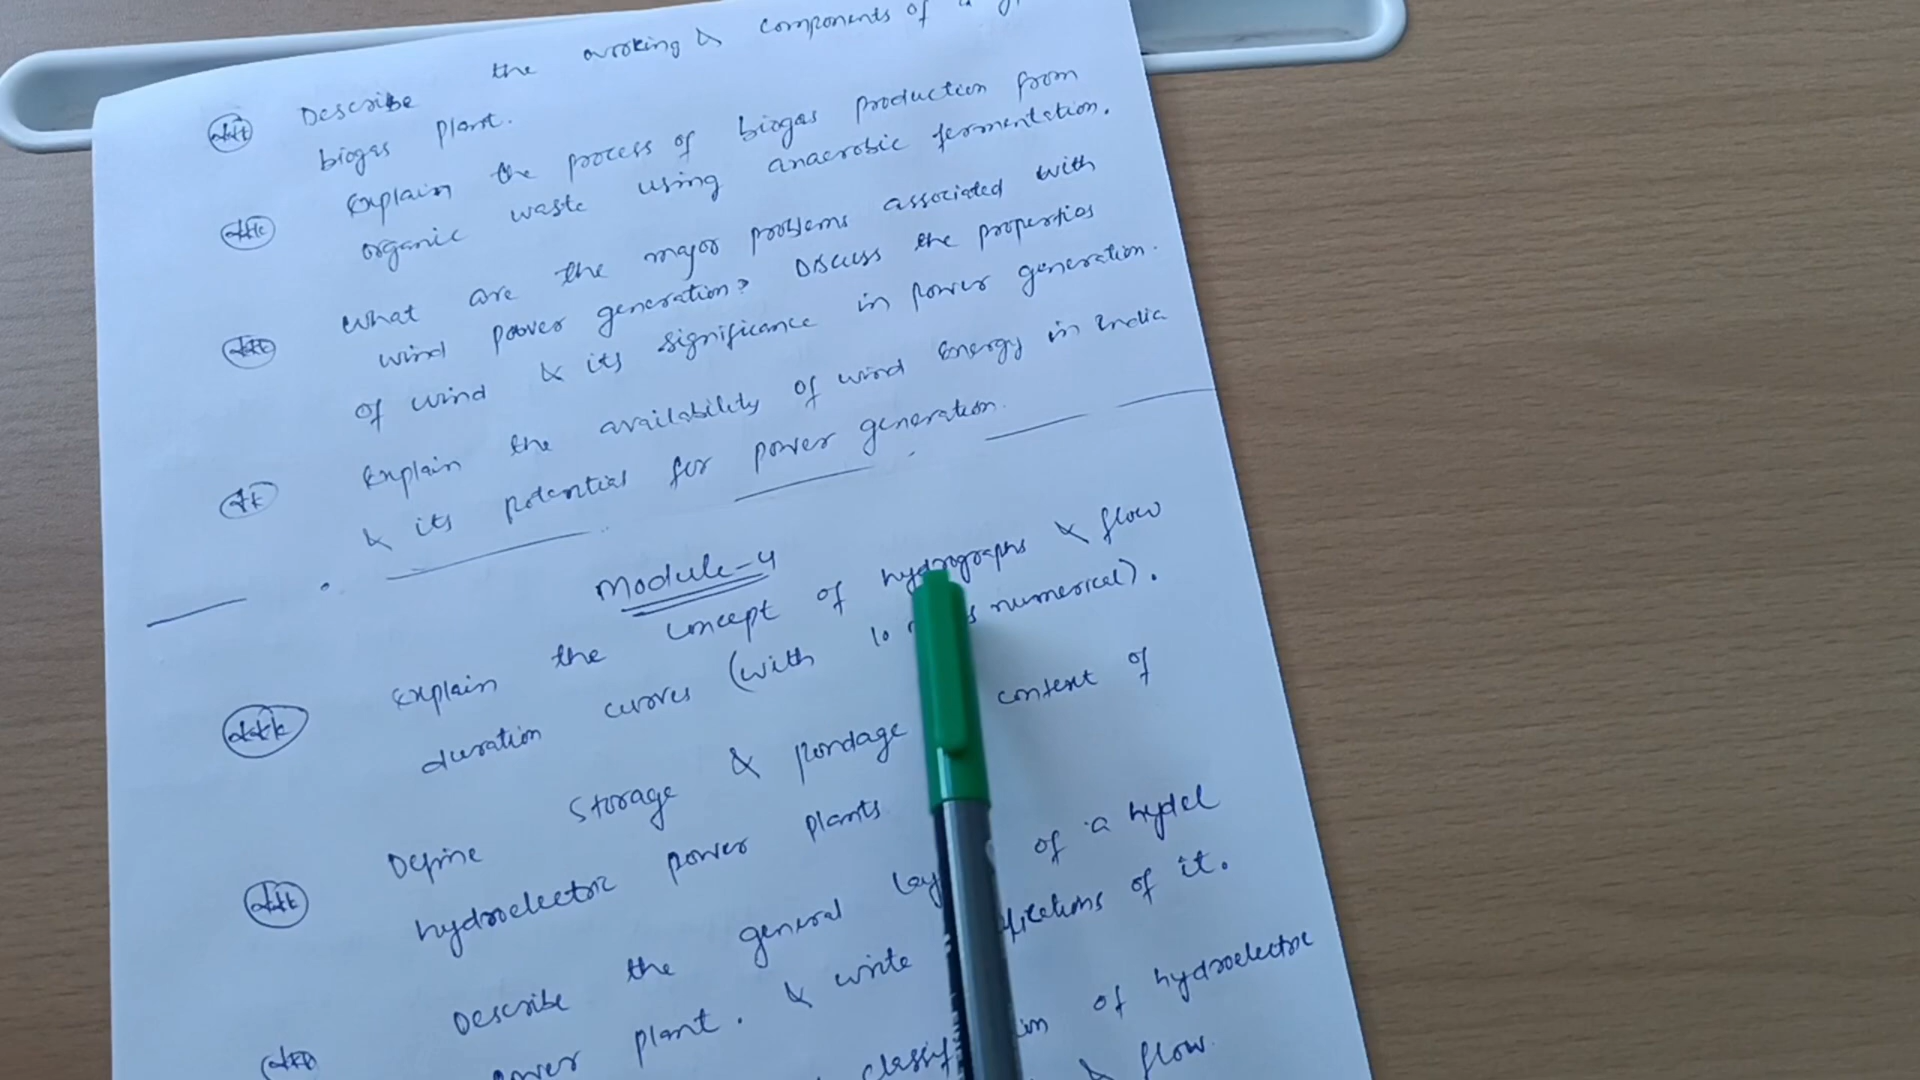 Describe the working & components of a
biogas plant.
Explain the process of biogas production from
organic waste using anaerobic fermentation.
What are the major problems associated with
wind power generation? Discuss the properties
of wind & its significance in power generation.
Explain the availability of wind Energy in India
& its potential for power generation.
Module-4
Explain the concept of hydrographs & flow
duration curves (with 10 numerical).
Define Storage & Pondage content of
hydroelectric power plants
Describe the general of a hydel
power plant. & write of it.
of hydroelectric
& flow.